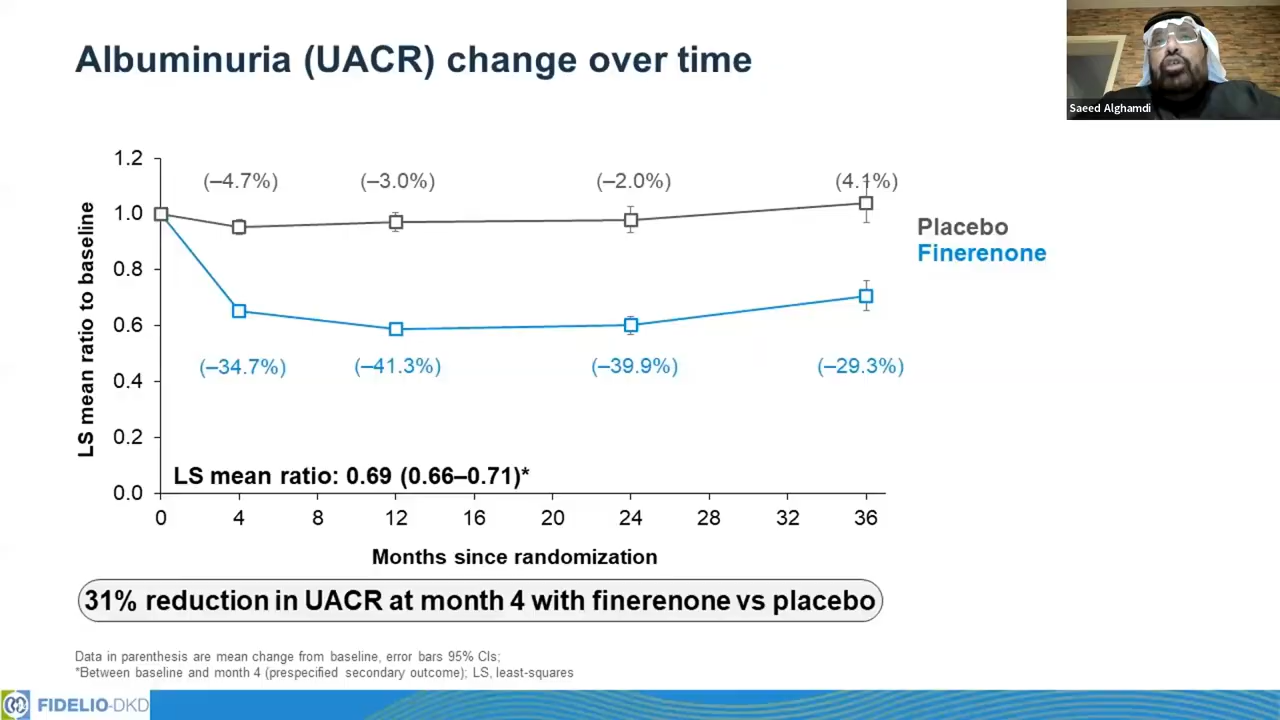 Albuminuria (UACR) change over time
Saeed Alghamdi
LS mean ratio to baseline
1.2
1.0
0.8
0.6
0.4
0.2
0.0
(–4.7%)
(–3.0%)
(–2.0%)
(4.1%)
Placebo
Finerenone
(–34.7%)
(–41.3%)
(–39.9%)
(–29.3%)
LS mean ratio: 0.69 (0.66–0.71)*
0 4 8 12 16 20 24 28 32 36
Months since randomization
31% reduction in UACR at month 4 with finerenone vs placebo
Data in parenthesis are mean change from baseline, error bars 95% CIs;
*Between baseline and month 4 (prespecified secondary outcome); LS, least-squares
FIDELIO-DKD